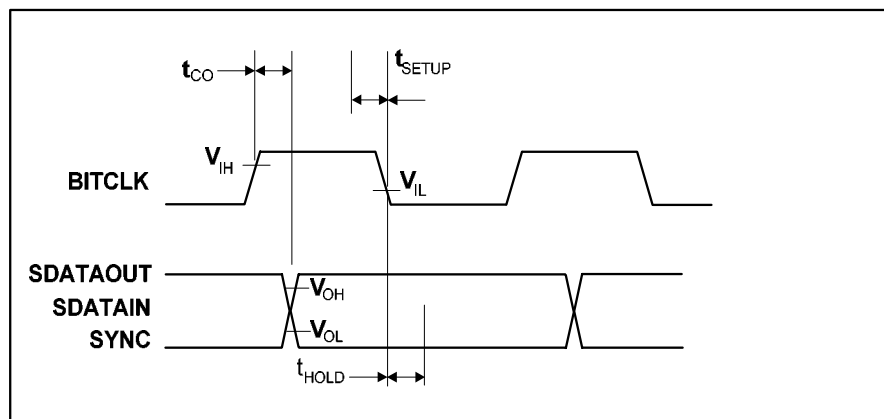 tCO
tSETUP
VIH
BITCLK
VIL
SDATAOUT
VOH
SDATAIN
VOL
SYNC
tHOLD